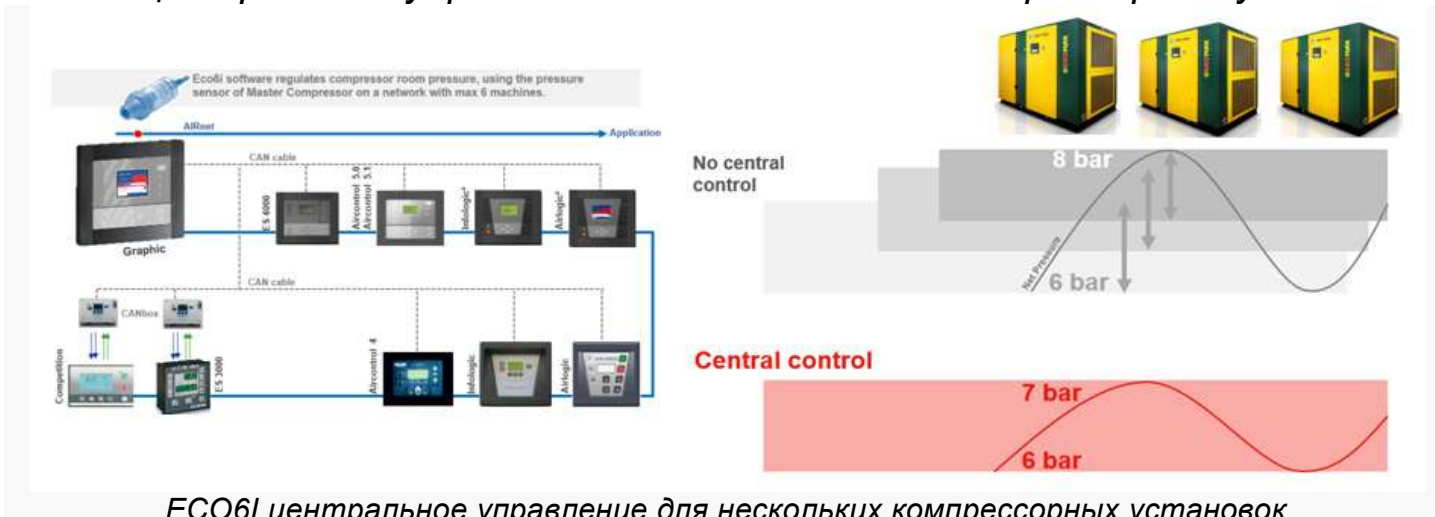 Eco6i software regulates compressor room pressure, using the pressure
sensor of Master Compressor on a network with max 6 machines.
AIRnet
Application
CAN cable
Graphic
ES 4000
Aircontrol 5.0
Aircontrol 5.1
Infologic²
Airlogic²
CAN cable
CANbox
Competition
ES 3000
Aircontrol 4
Infologic
Airlogic
No central
control
8 bar
Net Pressure
6 bar
Central control
7 bar
6 bar
ECO6I центральное управление для нескольких компрессорных установок